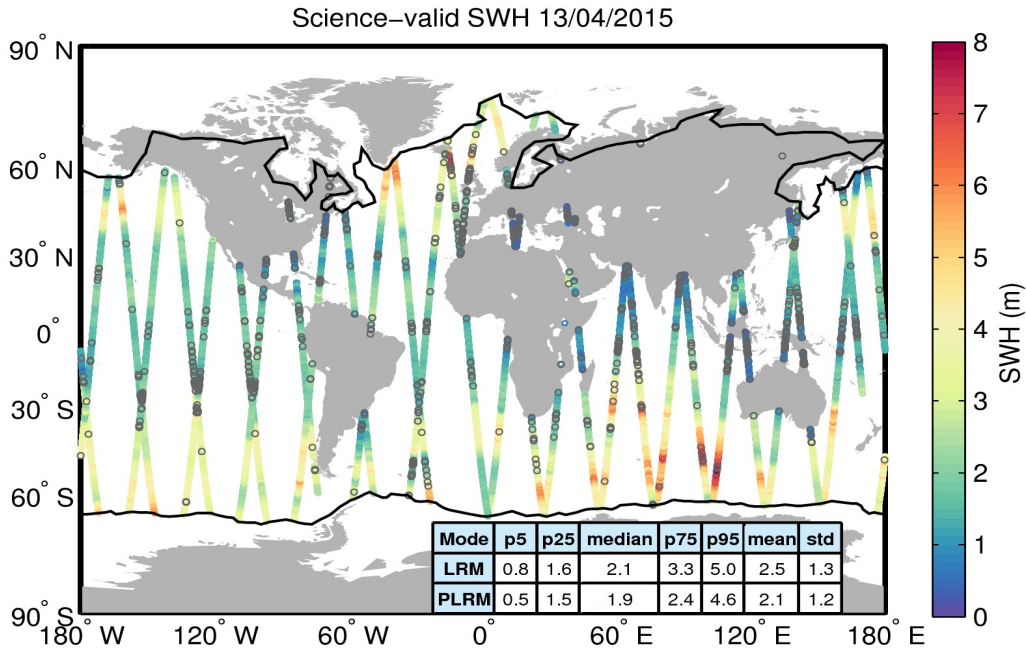 Science−valid SWH 13/04/2015
90° N
60° N
30° N
0°
30° S
60° S
90° S
180° W
120° W
60° W
0°
60° E
120° E
180° E
8
7
6
5
4
3
2
1
0
SWH (m)
Mode p5 p25 median p75 p95 mean std
LRM 0.8 1.6 2.1 3.3 5.0 2.5 1.3
PLRM 0.5 1.5 1.9 2.4 4.6 2.1 1.2